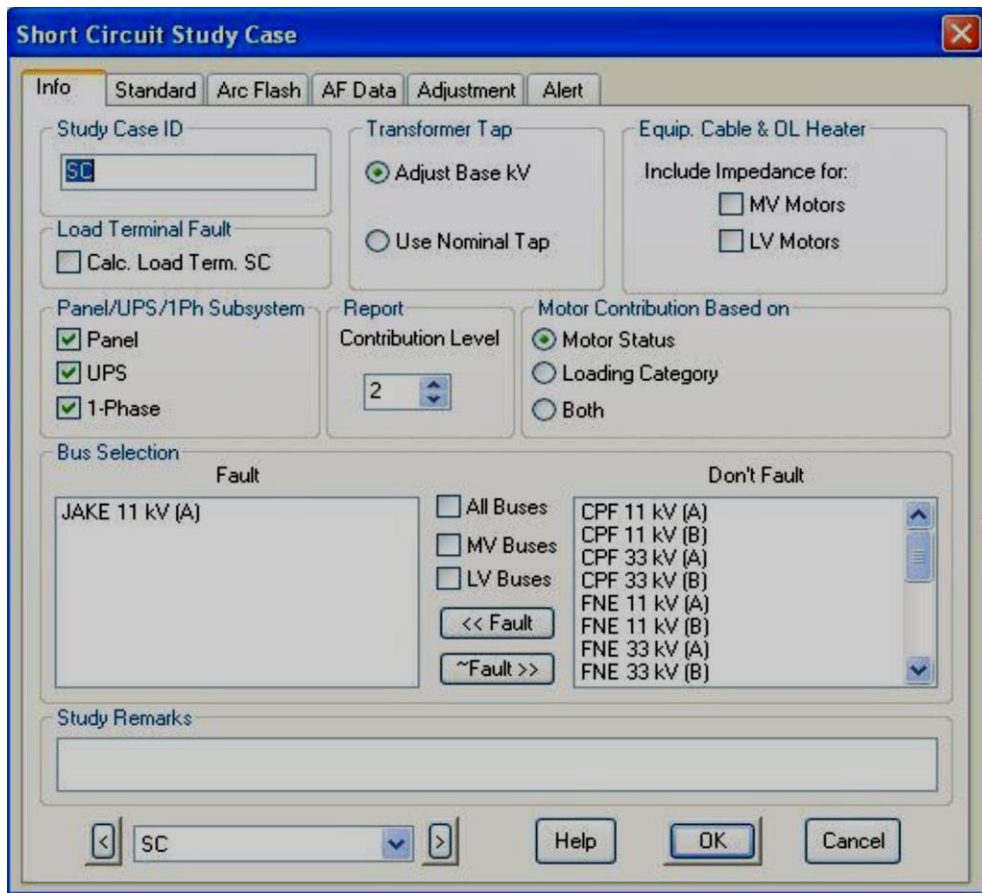 Short Circuit Study Case
Info Standard Arc Flash AF Data Adjustment Alert
Study Case ID
SC
Load Terminal Fault
Calc. Load Term. SC
Transformer Tap
Adjust Base kV
Use Nominal Tap
Equip. Cable & OL Heater
Include Impedance for:
MV Motors
LV Motors
Panel/UPS/1Ph Subsystem
Panel
UPS
1-Phase
Report
Contribution Level
2
Motor Contribution Based on
Motor Status
Loading Category
Both
Bus Selection
Fault
JAKE 11 kV (A)
All Buses
MV Buses
LV Buses
<< Fault
~Fault >>
Don't Fault
CPF 11 kV (A)
CPF 11 kV (B)
CPF 33 kV (A)
CPF 33 kV (B)
FNE 11 kV (A)
FNE 11 kV (B)
FNE 33 kV (A)
FNE 33 kV (B)
Study Remarks
< SC > Help OK Cancel